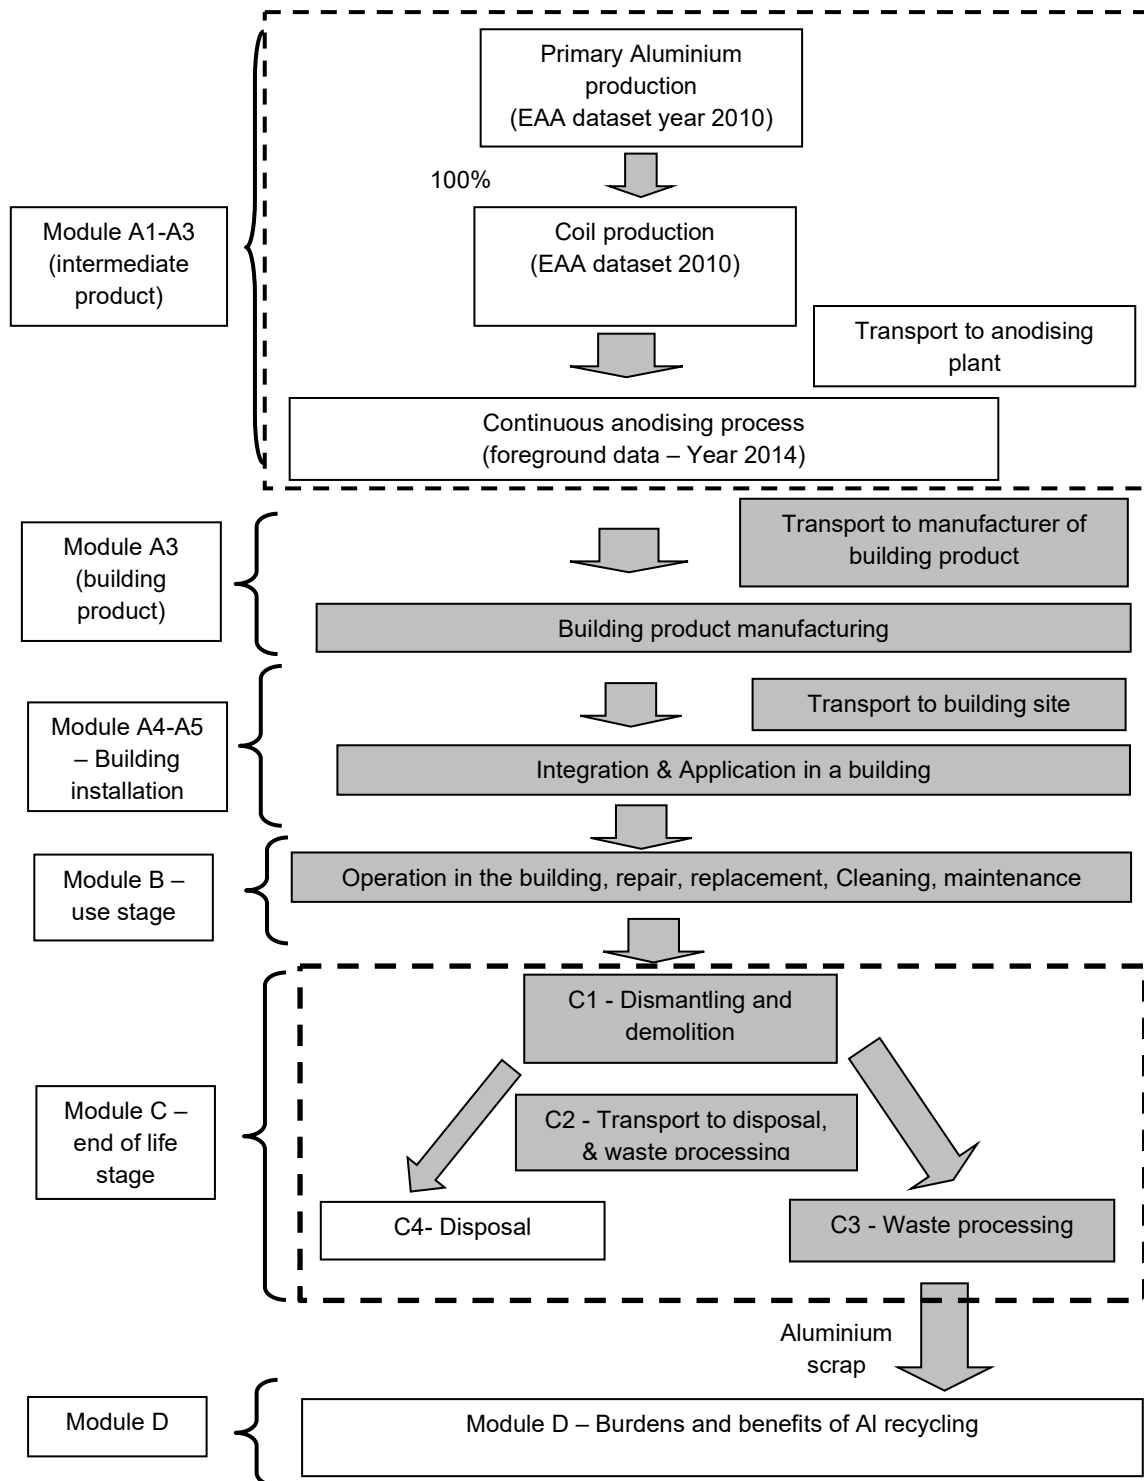 Primary Aluminium
production
(EAA dataset year 2010)
100%
Module A1-A3
(intermediate
product)
Coil production
(EAA dataset 2010)
Transport to anodising
plant
Continuous anodising process
(foreground data – Year 2014)
Module A3
(building
product)
Transport to manufacturer of
building product
Building product manufacturing
Module A4-A5
– Building
installation
Transport to building site
Integration & Application in a building
Module B –
use stage
Operation in the building, repair, replacement, Cleaning, maintenance
Module C –
end of life
stage
C1 - Dismantling and
demolition
C2 - Transport to disposal,
& waste processing
C4- Disposal
C3 - Waste processing
Aluminium
scrap
Module D
Module D – Burdens and benefits of Al recycling